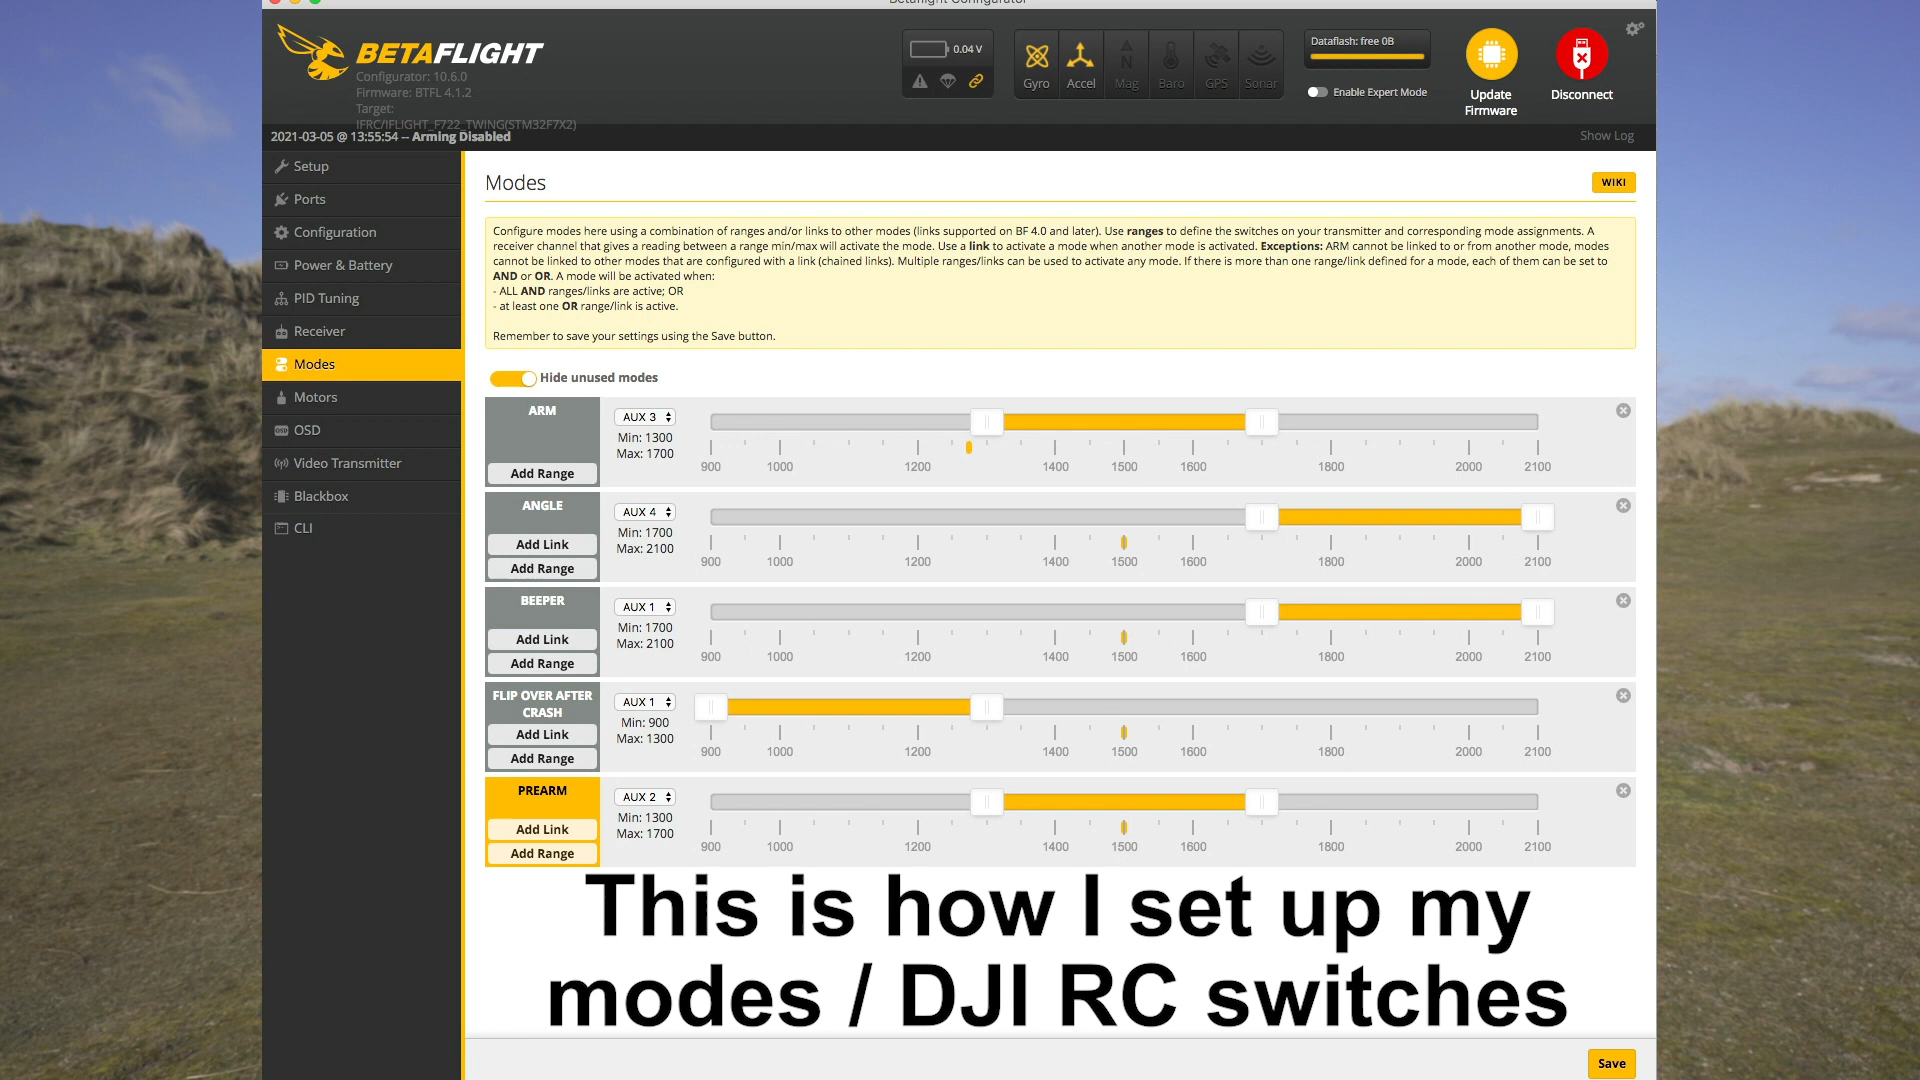 Betaflight Configurator
BETAFLIGHT
Configurator: 10.6.0
Firmware: BTFL 4.1.2
Target:
IFRC/IFLIGHT_F722_TWING(STM32F7X2)
0.04 V
Gyro
Accel
Mag
Baro
GPS
Sonar
Dataflash: free 0B
Enable Expert Mode
Update
Firmware
Disconnect
2021-03-05 @ 13:55:54 -- Arming Disabled
Show Log
Setup
Ports
Configuration
Power & Battery
PID Tuning
Receiver
Modes
Motors
OSD
Video Transmitter
Blackbox
CLI
Modes
WIKI
Configure modes here using a combination of ranges and/or links to other modes (links supported on BF 4.0 and later). Use ranges to define the switches on your transmitter and corresponding mode assignments. A
receiver channel that gives a reading between a range min/max will activate the mode. Use a link to activate a mode when another mode is activated. Exceptions: ARM cannot be linked to or from another mode, modes
cannot be linked to other modes that are configured with a link (chained links). Multiple ranges/links can be used to activate any mode. If there is more than one range/link defined for a mode, each of them can be set to
AND or OR. A mode will be activated when:
- ALL AND ranges/links are active; OR
- at least one OR range/link is active.
Remember to save your settings using the Save button.
Hide unused modes
ARM
Add Range
AUX 3
Min: 1300
Max: 1700
900 1000 1200 1400 1500 1600 1800 2000 2100
ANGLE
Add Link
Add Range
AUX 4
Min: 1700
Max: 2100
900 1000 1200 1400 1500 1600 1800 2000 2100
BEEPER
Add Link
Add Range
AUX 1
Min: 1700
Max: 2100
900 1000 1200 1400 1500 1600 1800 2000 2100
FLIP OVER AFTER
CRASH
Add Link
Add Range
AUX 1
Min: 900
Max: 1300
900 1000 1200 1400 1500 1600 1800 2000 2100
PREARM
Add Link
Add Range
AUX 2
Min: 1300
Max: 1700
900 1000 1200 1400 1500 1600 1800 2000 2100
This is how I set up my
modes / DJI RC switches
Save